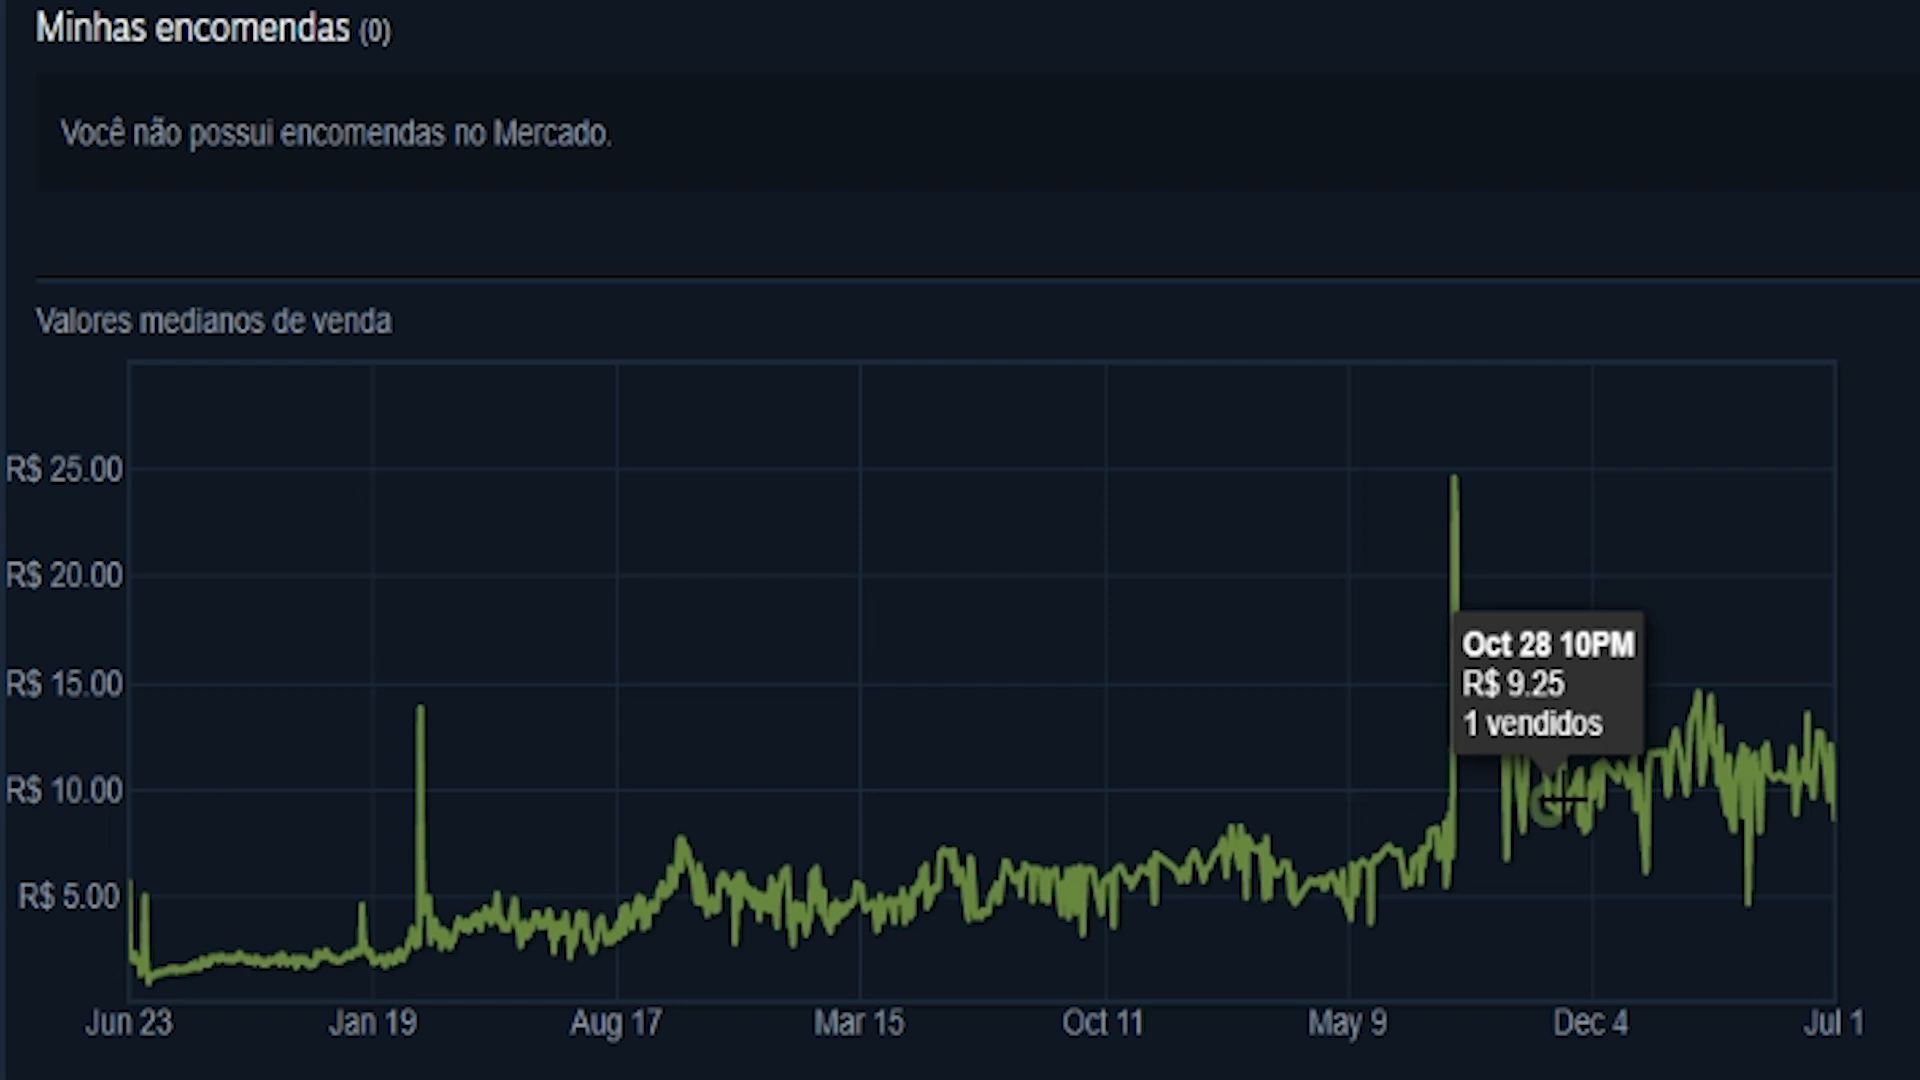 Minhas encomendas (0)
Você não possui encomendas no Mercado.
Valores medianos de venda
R$ 25.00
R$ 20.00
R$ 15.00
R$ 10.00
R$ 5.00
Oct 28 10PM
R$ 9.25
1 vendidos
Jun 23
Jan 19
Aug 17
Mar 15
Oct 11
May 9
Dec 4
Jul 1